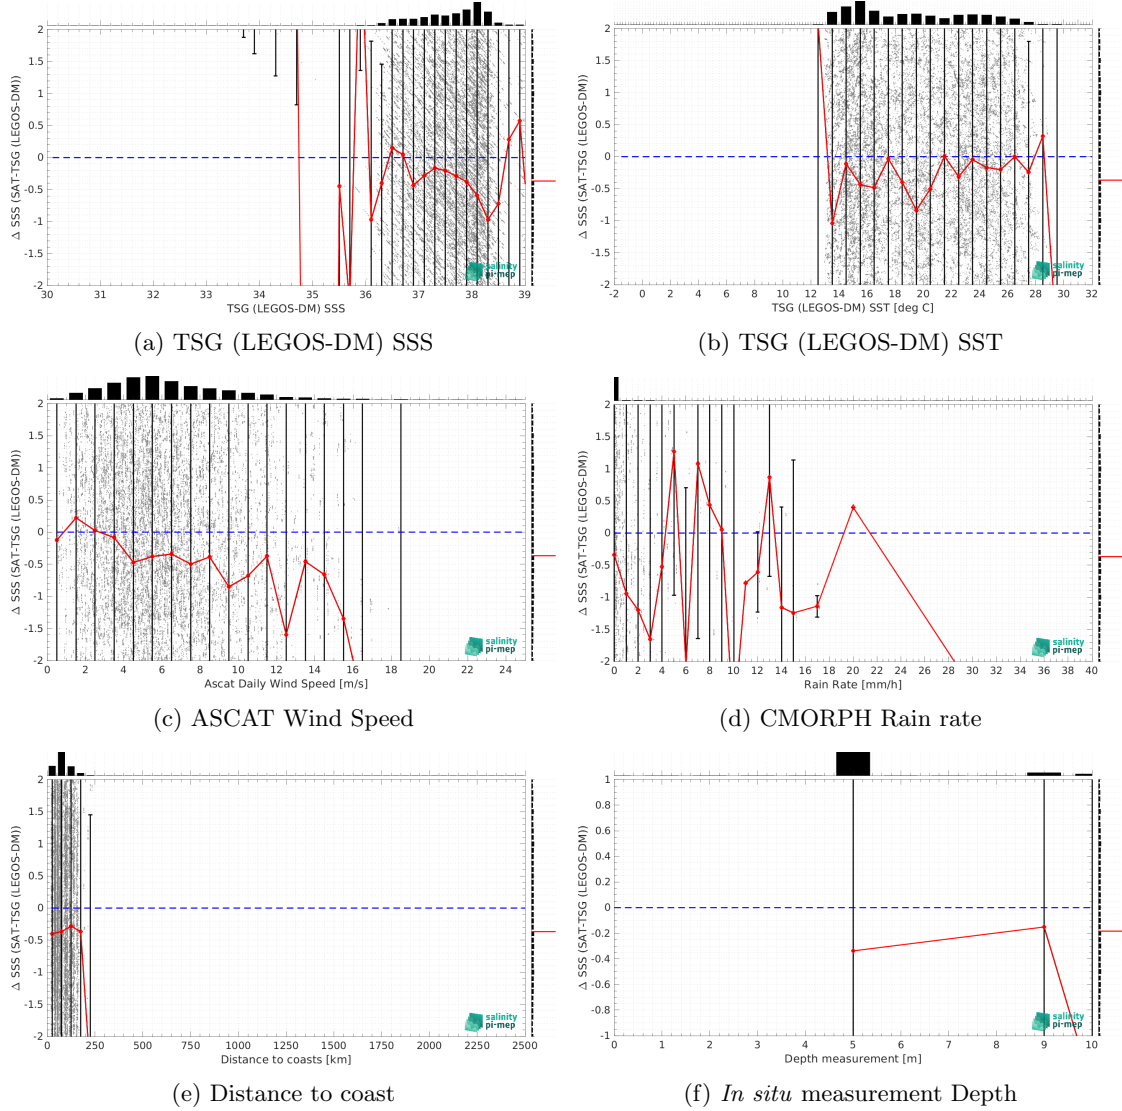 2
1.5
1
0.5
0
-0.5
-1
-1.5
-2
Δ SSS (SAT-TSG (LEGOS-DM))
30 31 32 33 34 35 36 37 38 39
TSG (LEGOS-DM) SSS
salinity
pi-mep
(a) TSG (LEGOS-DM) SSS
2
1.5
1
0.5
0
-0.5
-1
-1.5
-2
Δ SSS (SAT-TSG (LEGOS-DM))
-2 0 2 4 6 8 10 12 14 16 18 20 22 24 26 28 30 32
TSG (LEGOS-DM) SST [deg C]
salinity
pi-mep
(b) TSG (LEGOS-DM) SST
2
1.5
1
0.5
0
-0.5
-1
-1.5
-2
Δ SSS (SAT-TSG (LEGOS-DM))
0 2 4 6 8 10 12 14 16 18 20 22 24
Ascat Daily Wind Speed [m/s]
salinity
pi-mep
(c) ASCAT Wind Speed
2
1.5
1
0.5
0
-0.5
-1
-1.5
-2
Δ SSS (SAT-TSG (LEGOS-DM))
0 2 4 6 8 10 12 14 16 18 20 22 24 26 28 30 32 34 36 38 40
Rain Rate [mm/h]
salinity
pi-mep
(d) CMORPH Rain rate
2
1.5
1
0.5
0
-0.5
-1
-1.5
-2
Δ SSS (SAT-TSG (LEGOS-DM))
0 250 500 750 1000 1250 1500 1750 2000 2250 2500
Distance to coasts [km]
salinity
pi-mep
(e) Distance to coast
1
0.8
0.6
0.4
0.2
0
-0.2
-0.4
-0.6
-0.8
-1
Δ SSS (SAT-TSG (LEGOS-DM))
0 1 2 3 4 5 6 7 8 9 10
Depth measurement [m]
salinity
pi-mep
(f) In situ measurement Depth